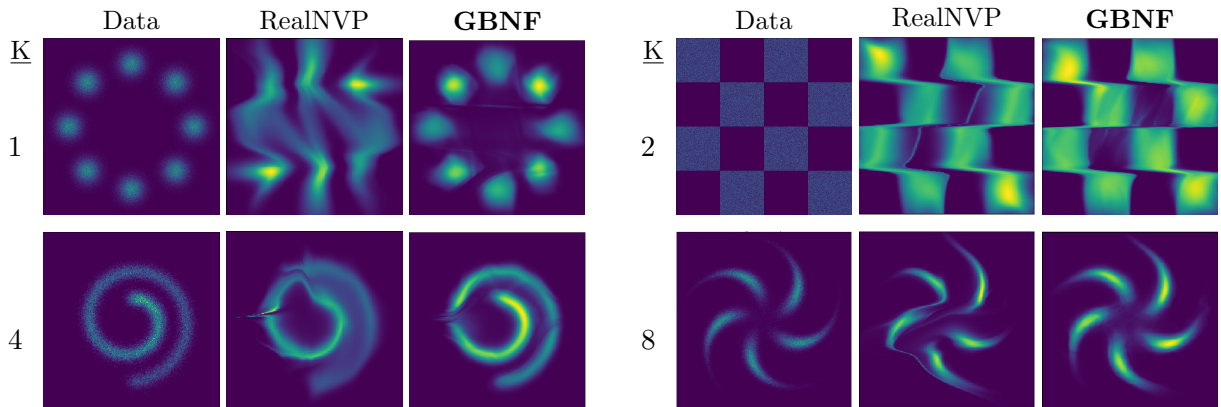 Data RealNVP GBNF Data RealNVP GBNF
K K
1 2
4 8